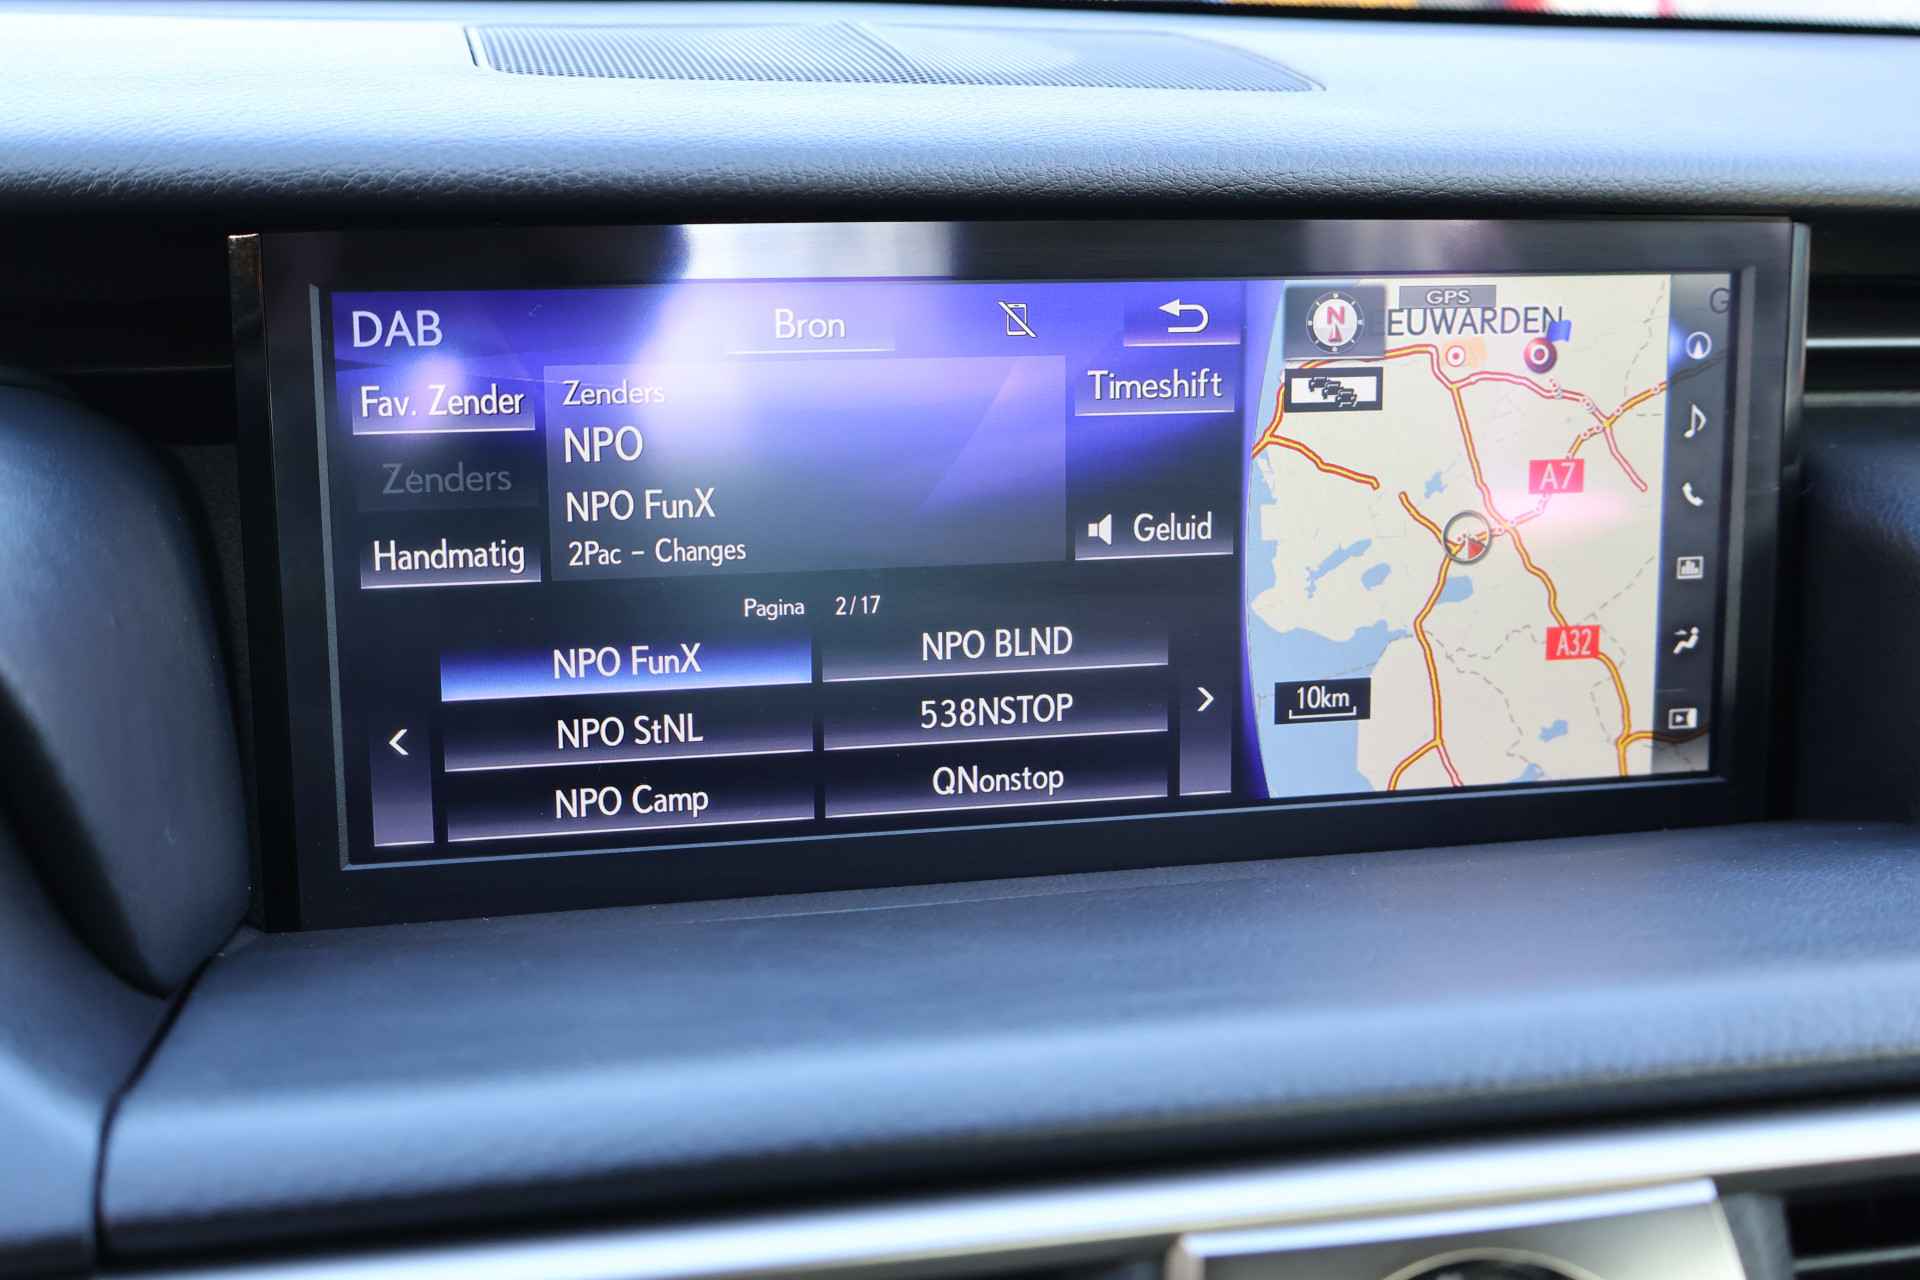 DAB
Bron
Fav. Zender
Zenders
Handmatig
Zenders
NPO
NPO FunX
2Pac - Changes
Timeshift
Geluid
Pagina 2/17
NPO FunX
NPO BLND
NPO StNL
538NSTOP
NPO Camp
QNonstop
<
>
N
GPS
EUWARDEN
G
A7
A32
10km